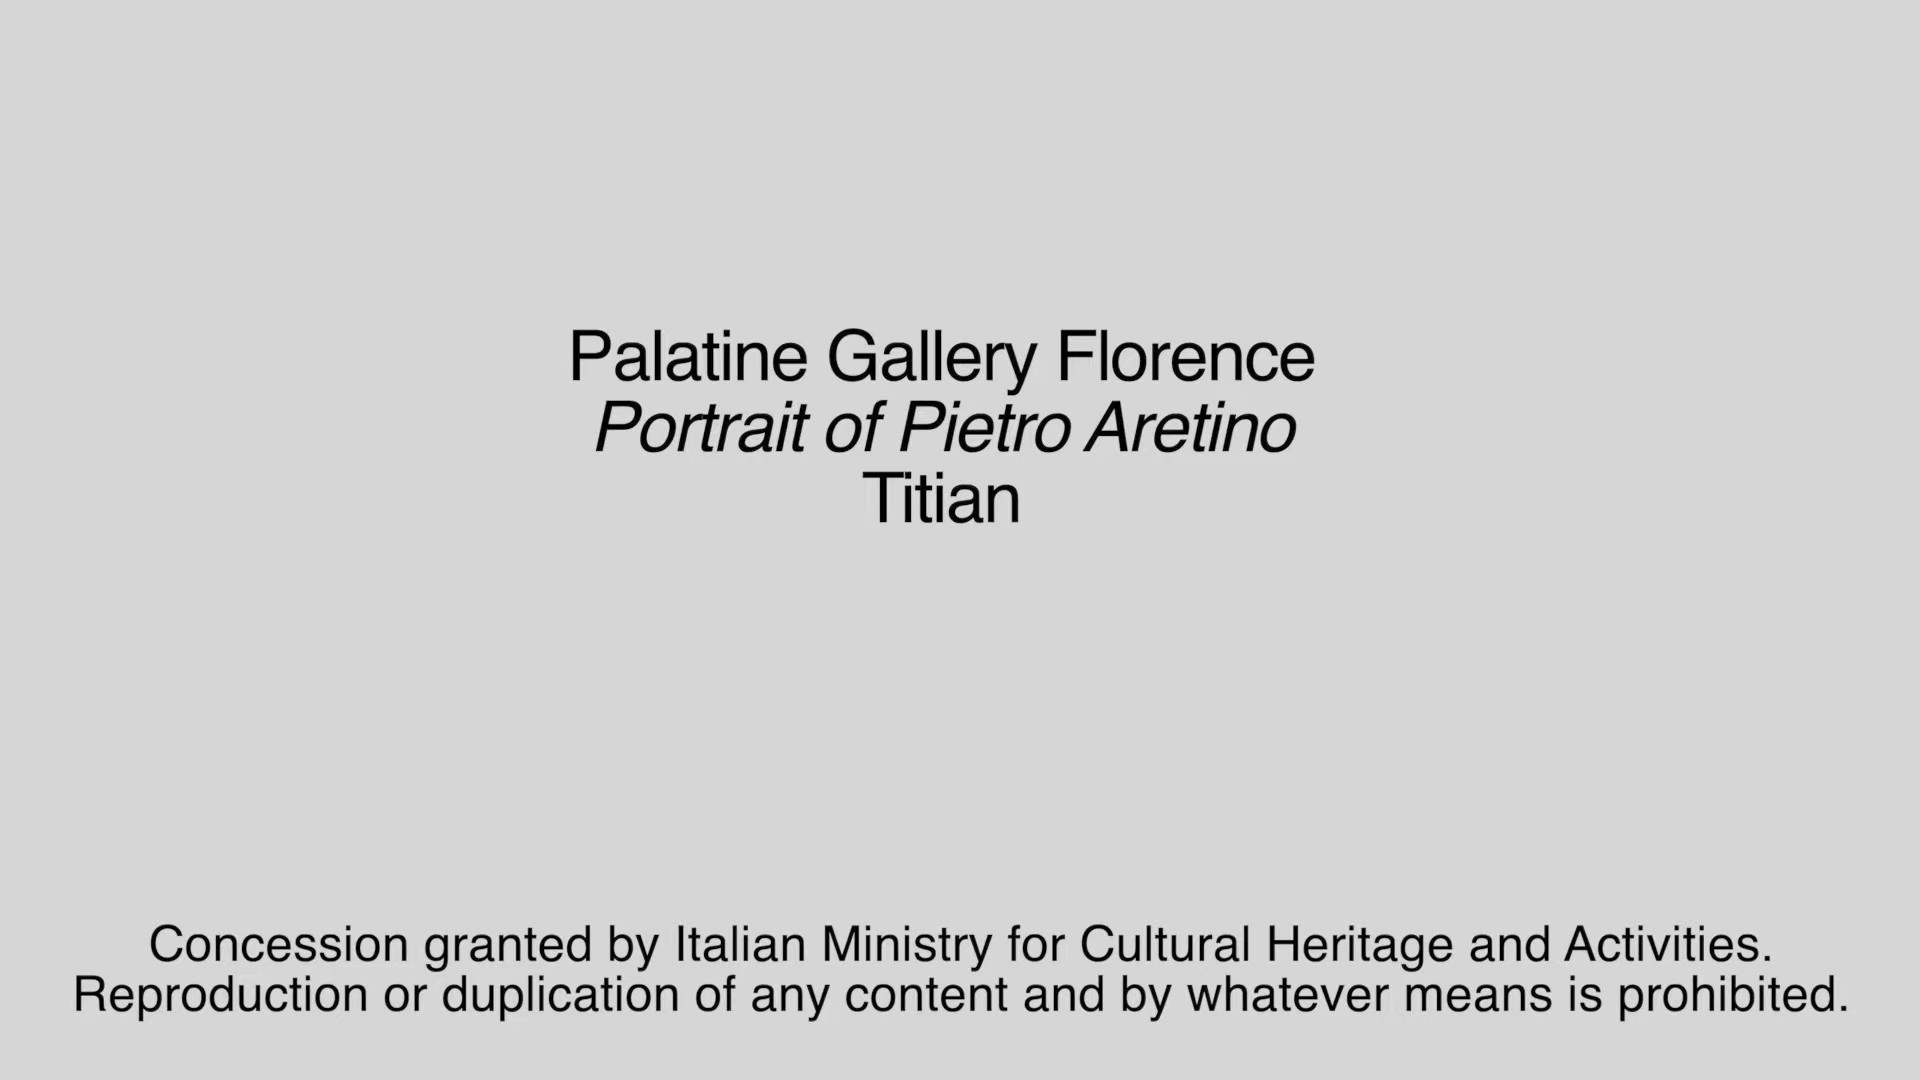 Palatine Gallery Florence
Portrait of Pietro Aretino
Titian
Concession granted by Italian Ministry for Cultural Heritage and Activities.
Reproduction or duplication of any content and by whatever means is prohibited.